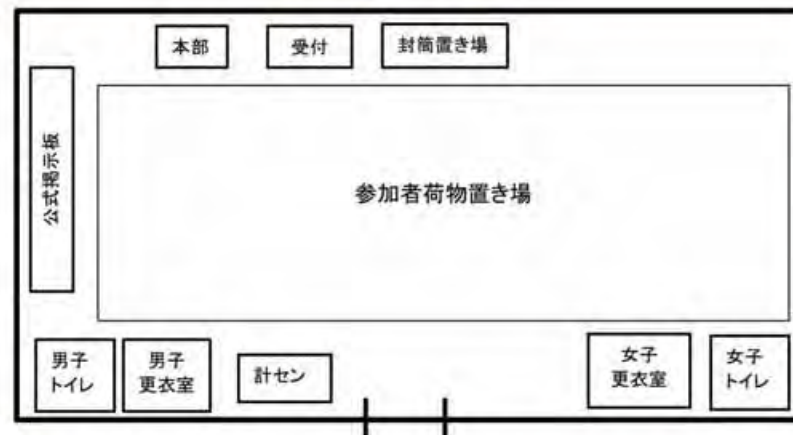 本部
受付
封筒置き場
公式掲示板
参加者荷物置き場
男子
トイレ
男子
更衣室
計セン
女子
更衣室
女子
トイレ